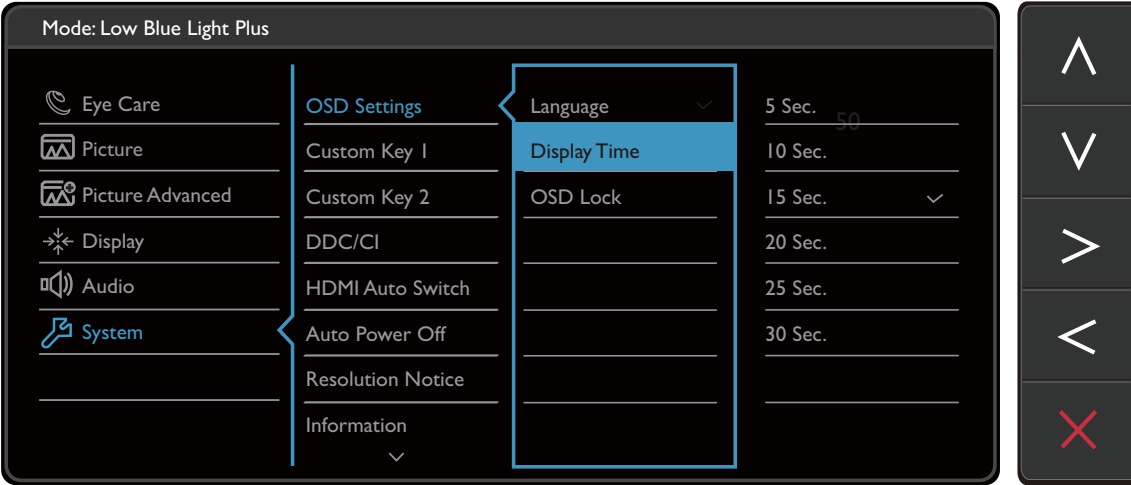 Mode: Low Blue Light Plus
Eye Care
Picture
Picture Advanced
Display
Audio
System
OSD Settings
Custom Key 1
Custom Key 2
DDC/CI
HDMI Auto Switch
Auto Power Off
Resolution Notice
Information
Language
Display Time
OSD Lock
5 Sec.
50
10 Sec.
15 Sec.
20 Sec.
25 Sec.
30 Sec.